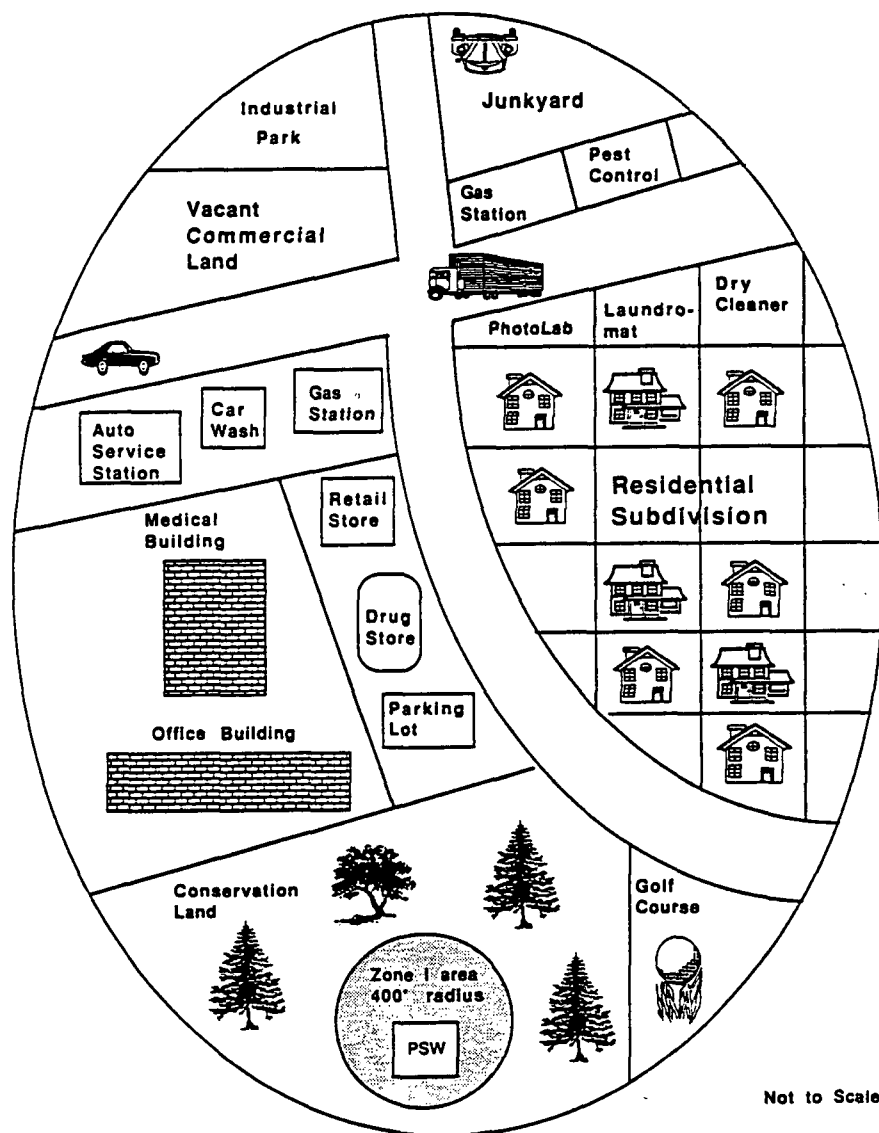 Industrial
Park
Junkyard
Pest
Control
Gas
Station
Vacant
Commercial
Land
Dry
Cleaner
Laundro-
mat
PhotoLab
Gas
Station
Car
Wash
Auto
Service
Station
Retail
Store
Residential
Subdivision
Medical
Building
Drug
Store
Parking
Lot
Office Building
Conservation
Land
Golf
Course
Zone I area
400' radius
PSW
Not to Scale